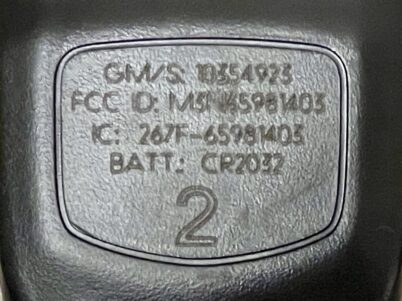 GM/S: 10354923
FCC ID: M3N65981403
IC: 267F-65981403
BATT.: CR2032
2